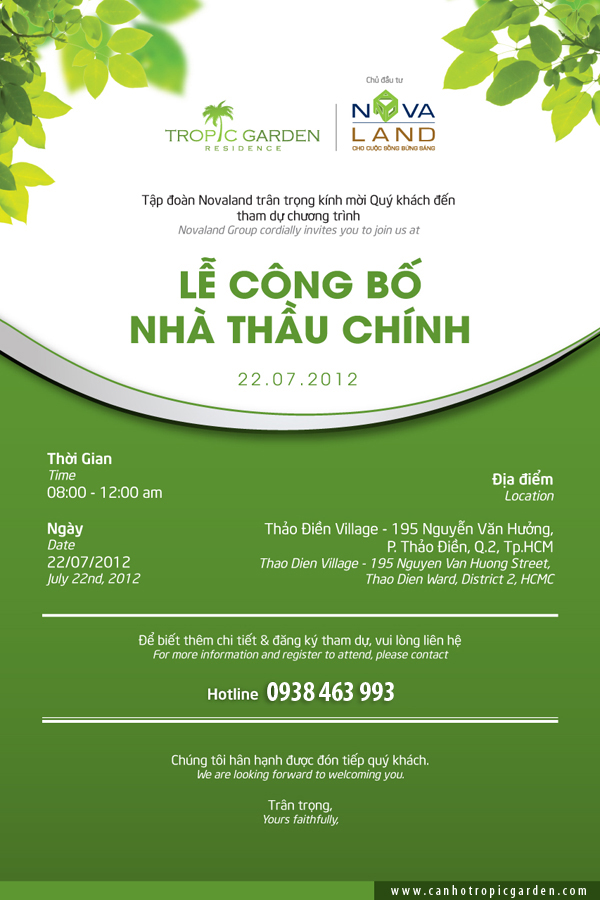 Chủ đầu tư
TROPIC GARDEN
RESIDENCE
NOVA
LAND
CHO CUỘC SỐNG BỪNG SÁNG
Tập đoàn Novaland trân trọng kính mời Quý khách đến
tham dự chương trình
Novaland Group cordially invites you to join us at
LỄ CÔNG BỐ
NHÀ THẦU CHÍNH
22.07.2012
Thời Gian
Time
08:00 - 12:00 am
Ngày
Date
22/07/2012
July 22nd, 2012
Địa điểm
Location
Thảo Điền Village - 195 Nguyễn Văn Hưởng,
P. Thảo Điền, Q.2, Tp.HCM
Thao Dien Village - 195 Nguyen Van Huong Street,
Thao Dien Ward, District 2, HCMC
Để biết thêm chi tiết & đăng ký tham dự, vui lòng liên hệ
For more information and register to attend, please contact
Hotline 0938 463 993
Chúng tôi hân hạnh được đón tiếp quý khách.
We are looking forward to welcoming you.
Trân trọng,
Yours faithfully,
www.canhotropicgarden.com